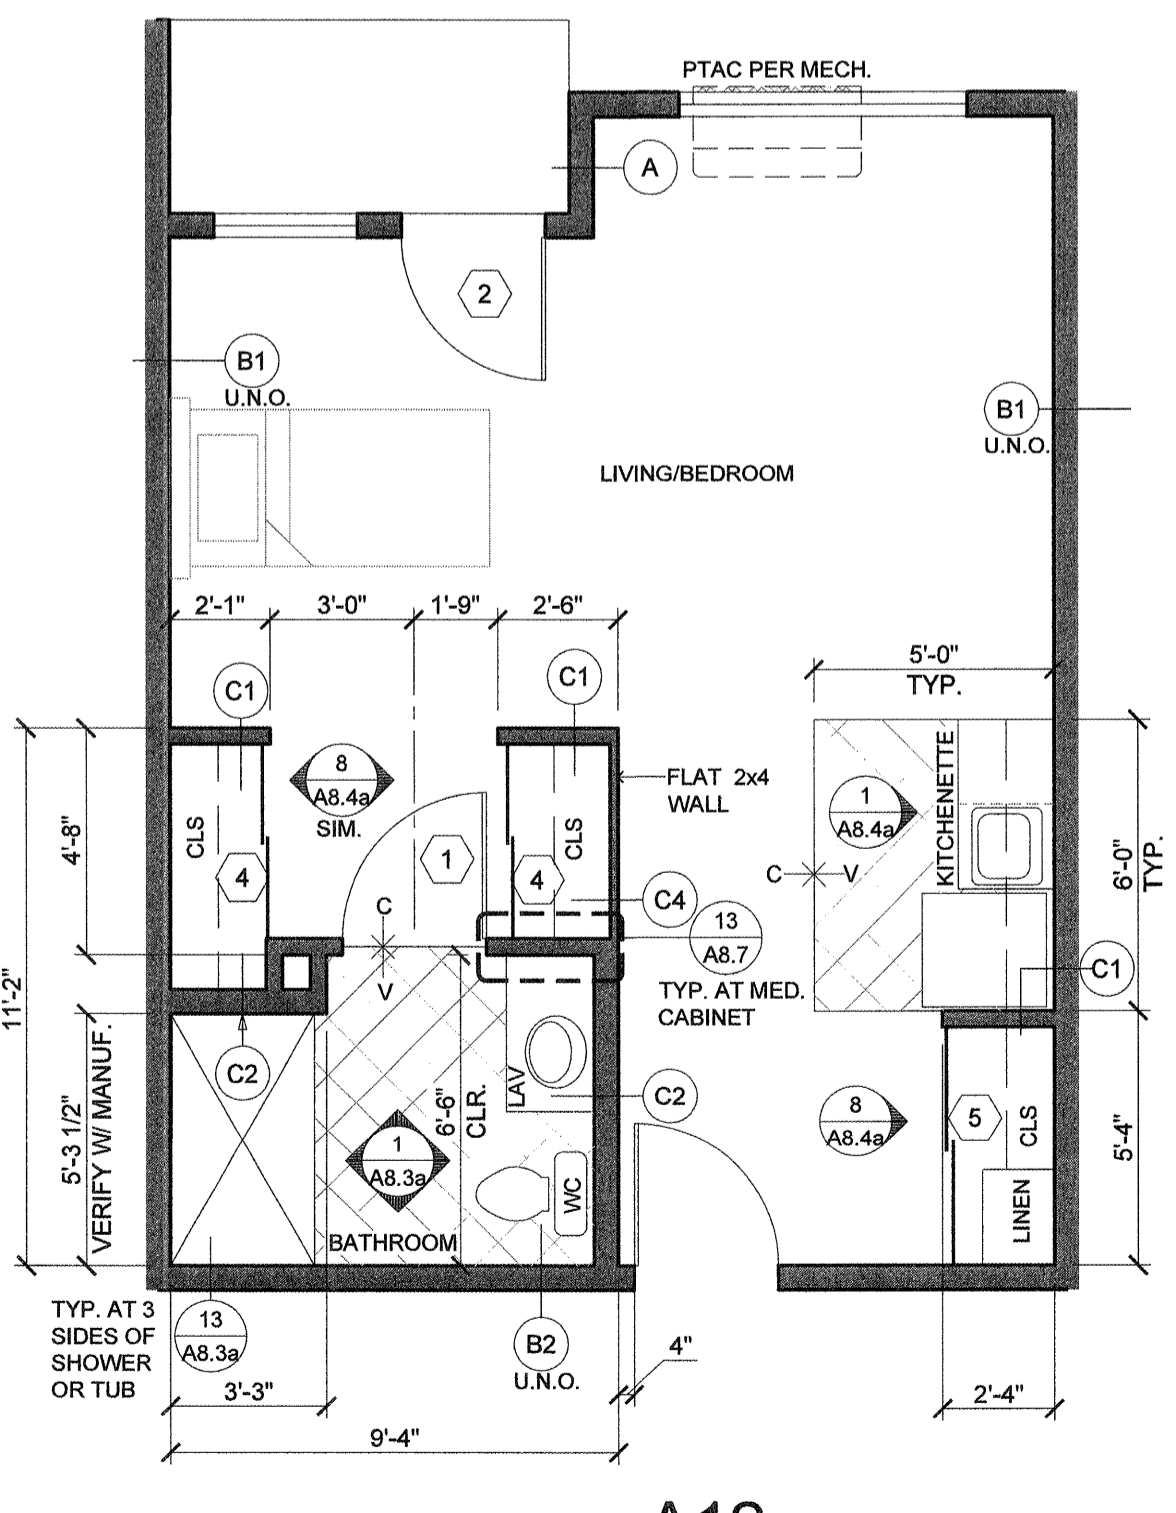 PTAC PER MECH.
A
2
B1
U.N.O.
B1
U.N.O.
LIVING/BEDROOM
2'-1"
3'-0"
1'-9"
2'-6"
5'-0"
TYP.
C1
C1
8
A8.4a
SIM.
FLAT 2x4
WALL
1
A8.4a
KITCHENETTE
CLS
4
1
4
CLS
4'-8"
6'-0"
TYP.
C
V
C
V
C4
13
A8.7
TYP. AT MED.
CABINET
C1
11'-2"
5'-3 1/2"
VERIFY W/ MANUF.
C2
6'-6"
CLR.
LAV
C2
8
A8.4a
5
CLS
5'-4"
1
A8.3a
WC
LINEN
BATHROOM
TYP. AT 3
SIDES OF
SHOWER
OR TUB
13
A8.3a
B2
U.N.O.
4"
3'-3"
2'-4"
9'-4"